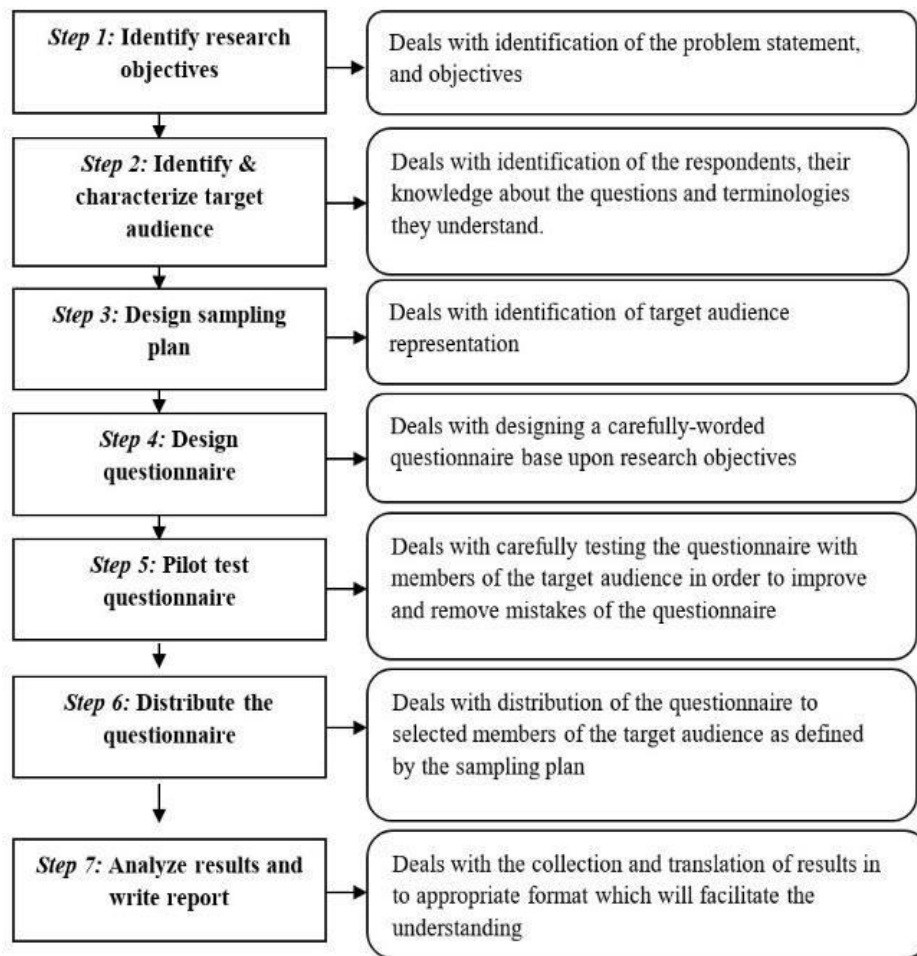 Step 1: Identify research
objectives
Deals with identification of the problem statement,
and objectives
Step 2: Identify &
characterize target
audience
Deals with identification of the respondents, their
knowledge about the questions and terminologies
they understand.
Step 3: Design sampling
plan
Deals with identification of target audience
representation
Step 4: Design
questionnaire
Deals with designing a carefully-worded
questionnaire base upon research objectives
Step 5: Pilot test
questionnaire
Deals with carefully testing the questionnaire with
members of the target audience in order to improve
and remove mistakes of the questionnaire
Step 6: Distribute the
questionnaire
Deals with distribution of the questionnaire to
selected members of the target audience as defined
by the sampling plan
Step 7: Analyze results and
write report
Deals with the collection and translation of results in
to appropriate format which will facilitate the
understanding